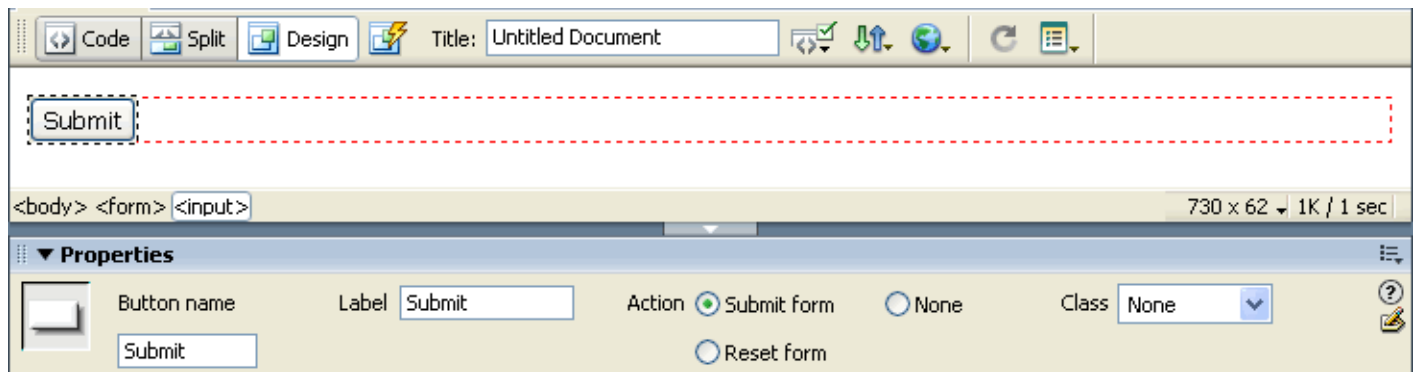 Code Split Design Title: Untitled Document
Submit
<body> <form> <input> 730 x 62 1K / 1 sec
Properties
Button name Label Submit Action Submit form None Class None
Submit Reset form